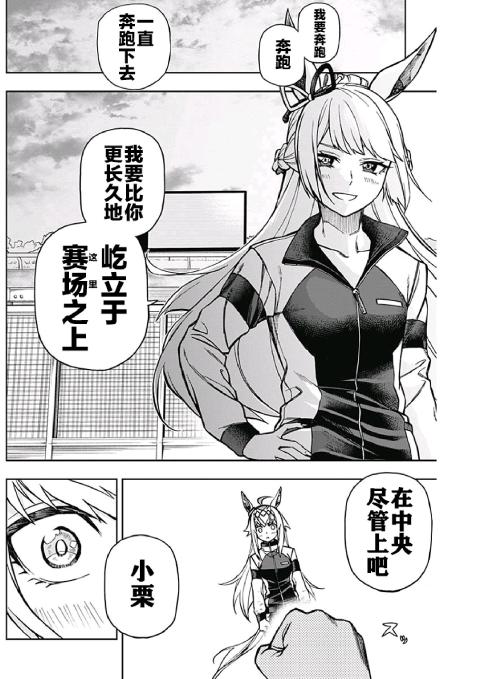 我要奔跑
奔跑
一直
奔跑下去
我要比你
更长久地
屹立于
这里
赛场之上
在中央
尽管上吧
小栗